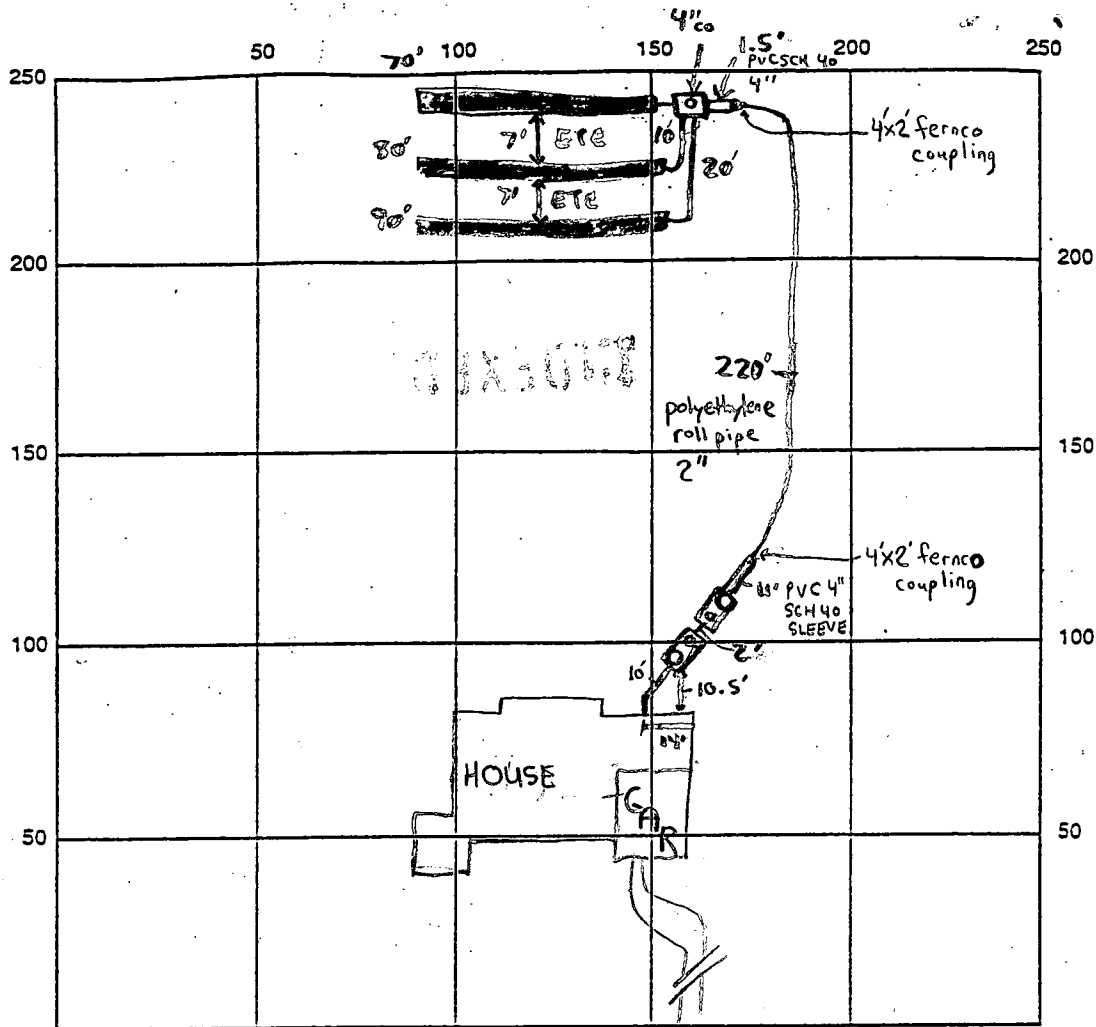 4" CO
1.5'
PVC SCH 40
4"
50
70'
100
150
200
250
250
7' ETE
10'
4'X2' fernco
coupling
80'
20'
7' ETE
90'
200
200
220'
polyethylene
roll pipe
2"
150
150
4'X2' fernco
coupling
PVC 4"
SCH 40
SLEEVE
100
100
2'
10'
10.5'
HOUSE
CAR
50
50